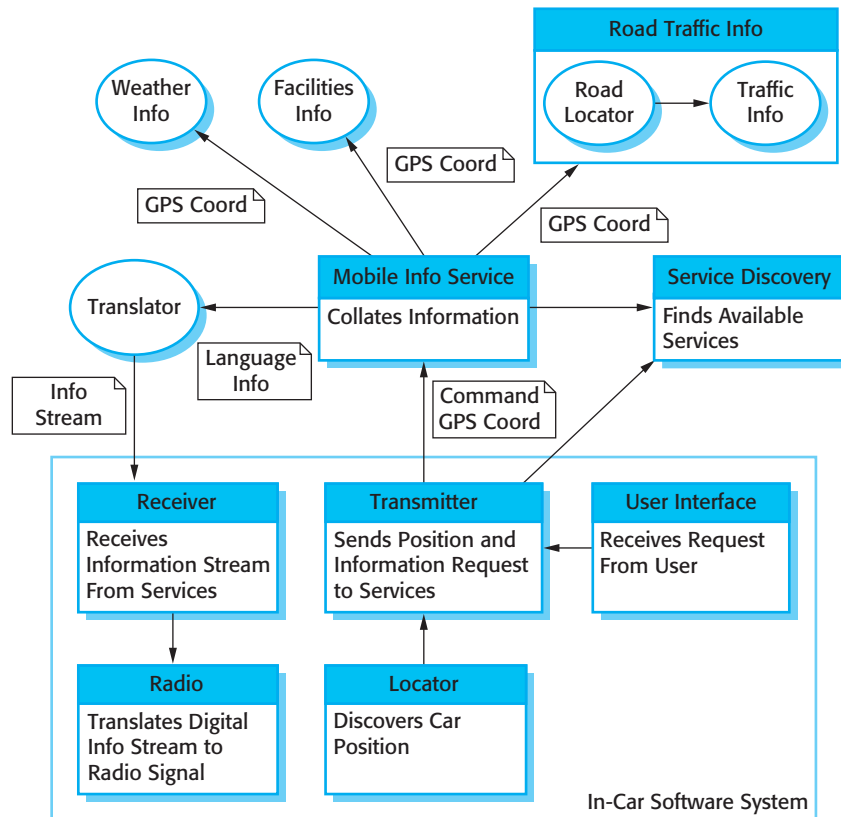 Road Traffic Info
Weather
Info
Facilities
Info
Road
Locator
Traffic
Info
GPS Coord
GPS Coord
GPS Coord
Mobile Info Service
Collates Information
Service Discovery
Finds Available
Services
Translator
Language
Info
Info
Stream
Command
GPS Coord
Receiver
Receives
Information Stream
From Services
Transmitter
Sends Position and
Information Request
to Services
User Interface
Receives Request
From User
Radio
Translates Digital
Info Stream to
Radio Signal
Locator
Discovers Car
Position
In-Car Software System